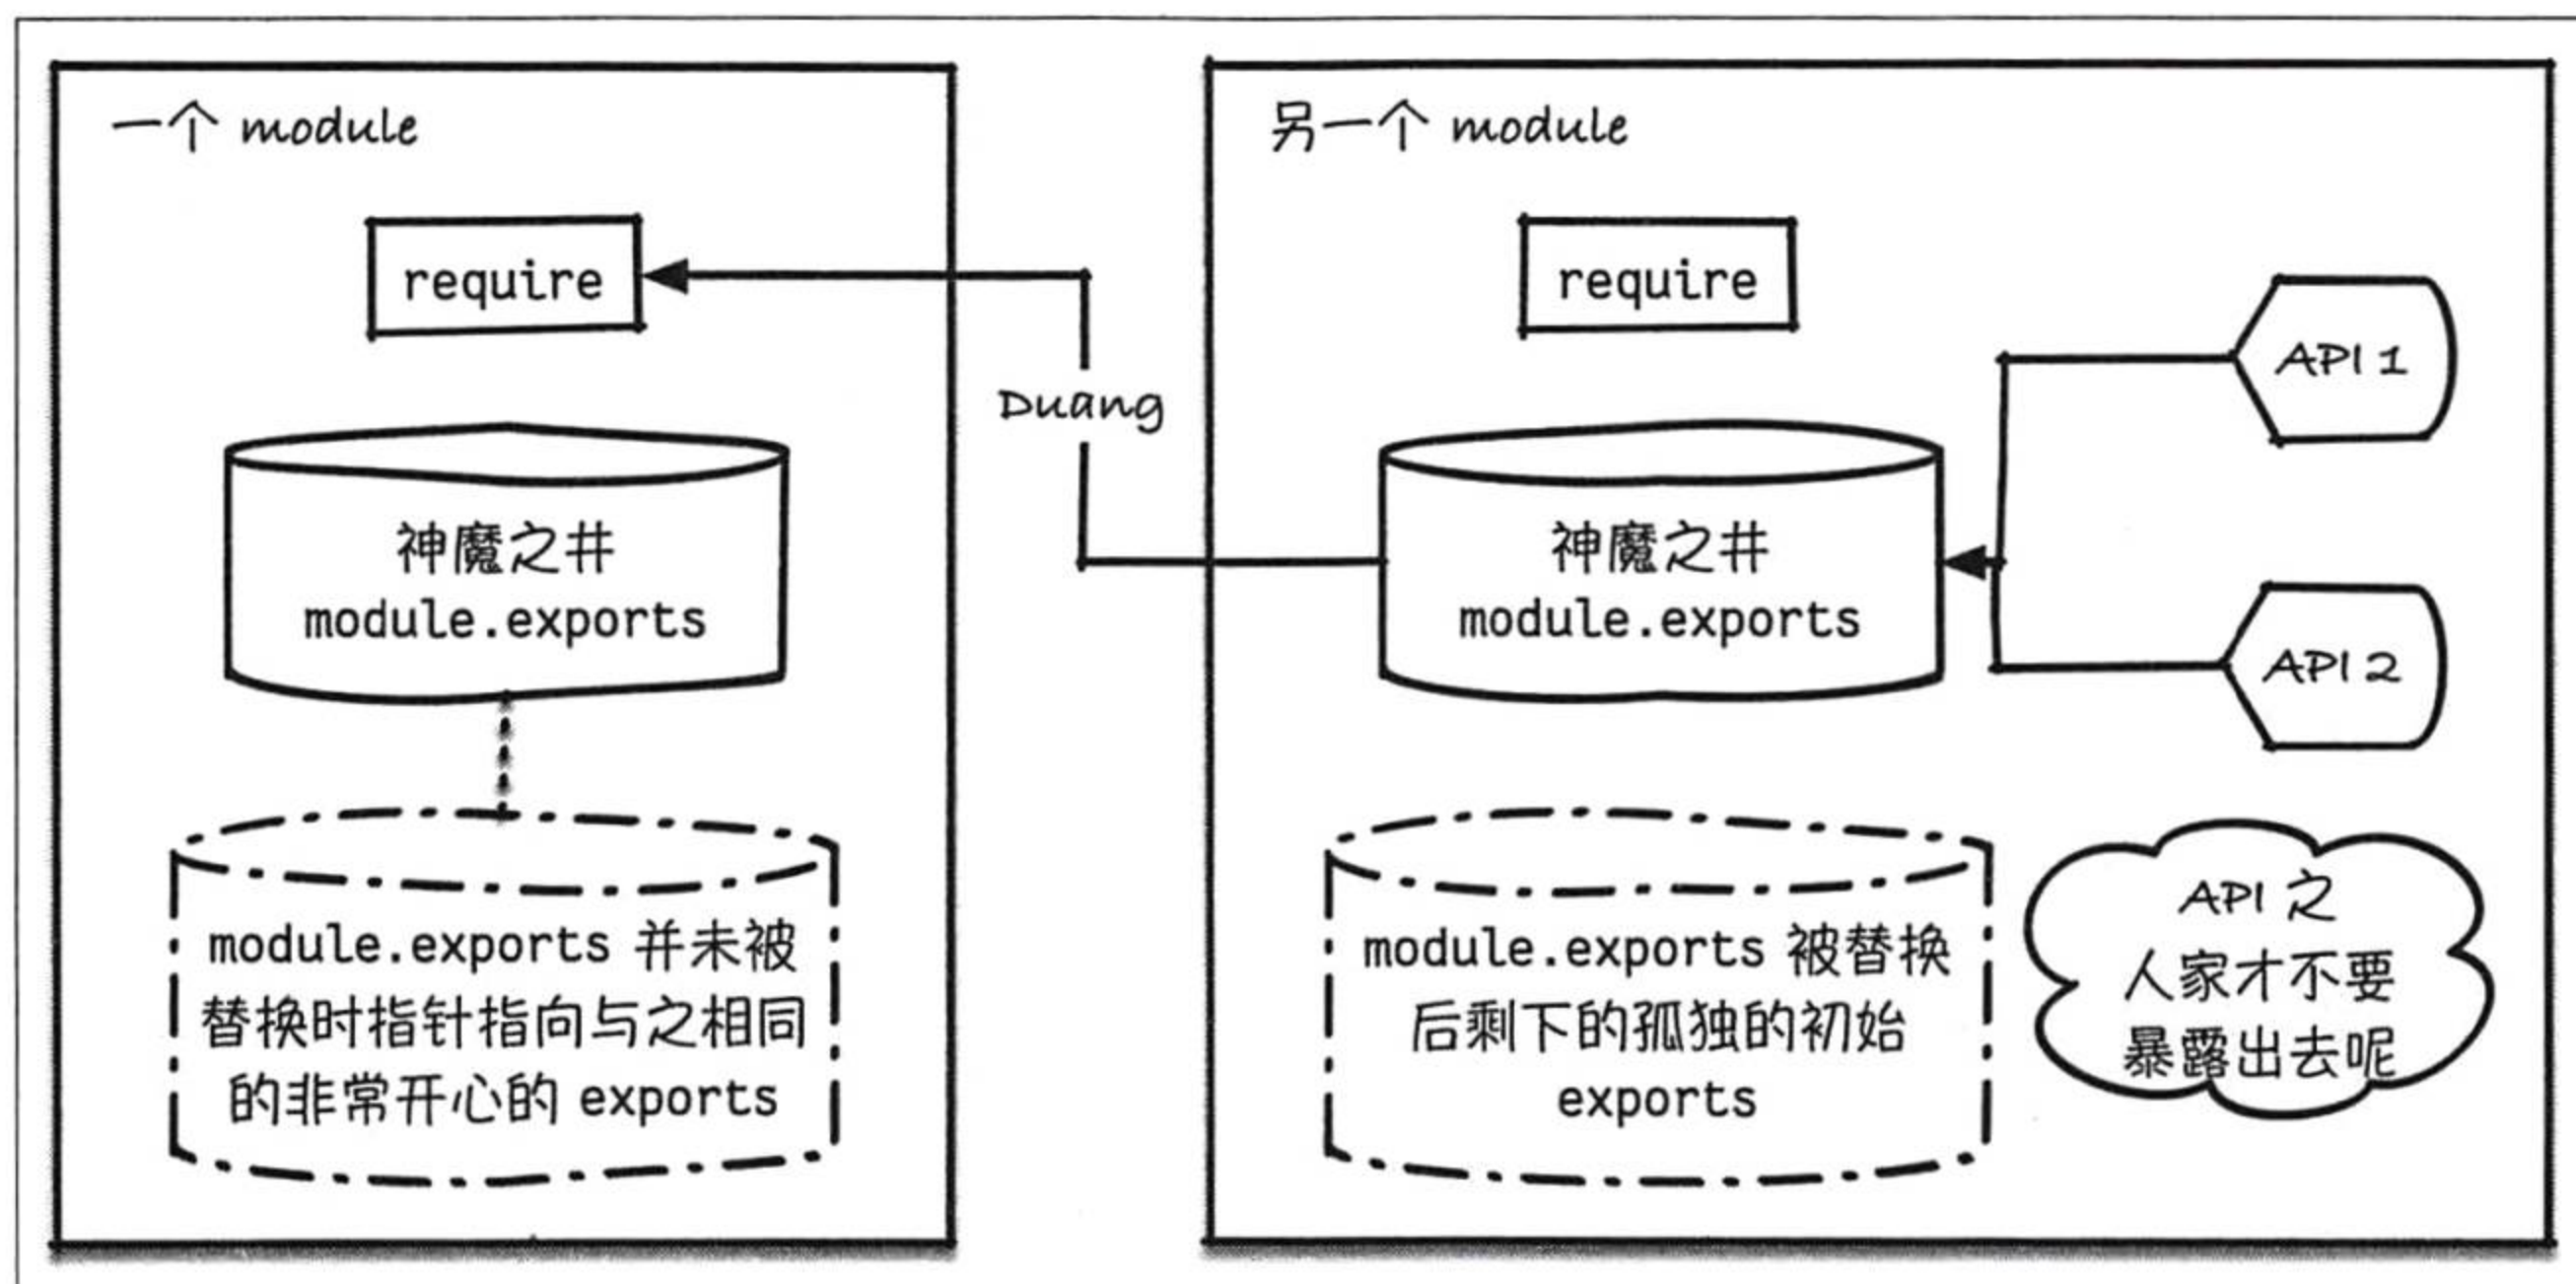 一个 module
require
神魔之井
module.exports
module.exports 并未被
替换时指针指向与之相同
的非常开心的 exports
Duang
另一个 module
require
神魔之井
module.exports
API 1
API 2
module.exports 被替换
后剩下的孤独的初始
exports
API 之
人家才不要
暴露出去呢